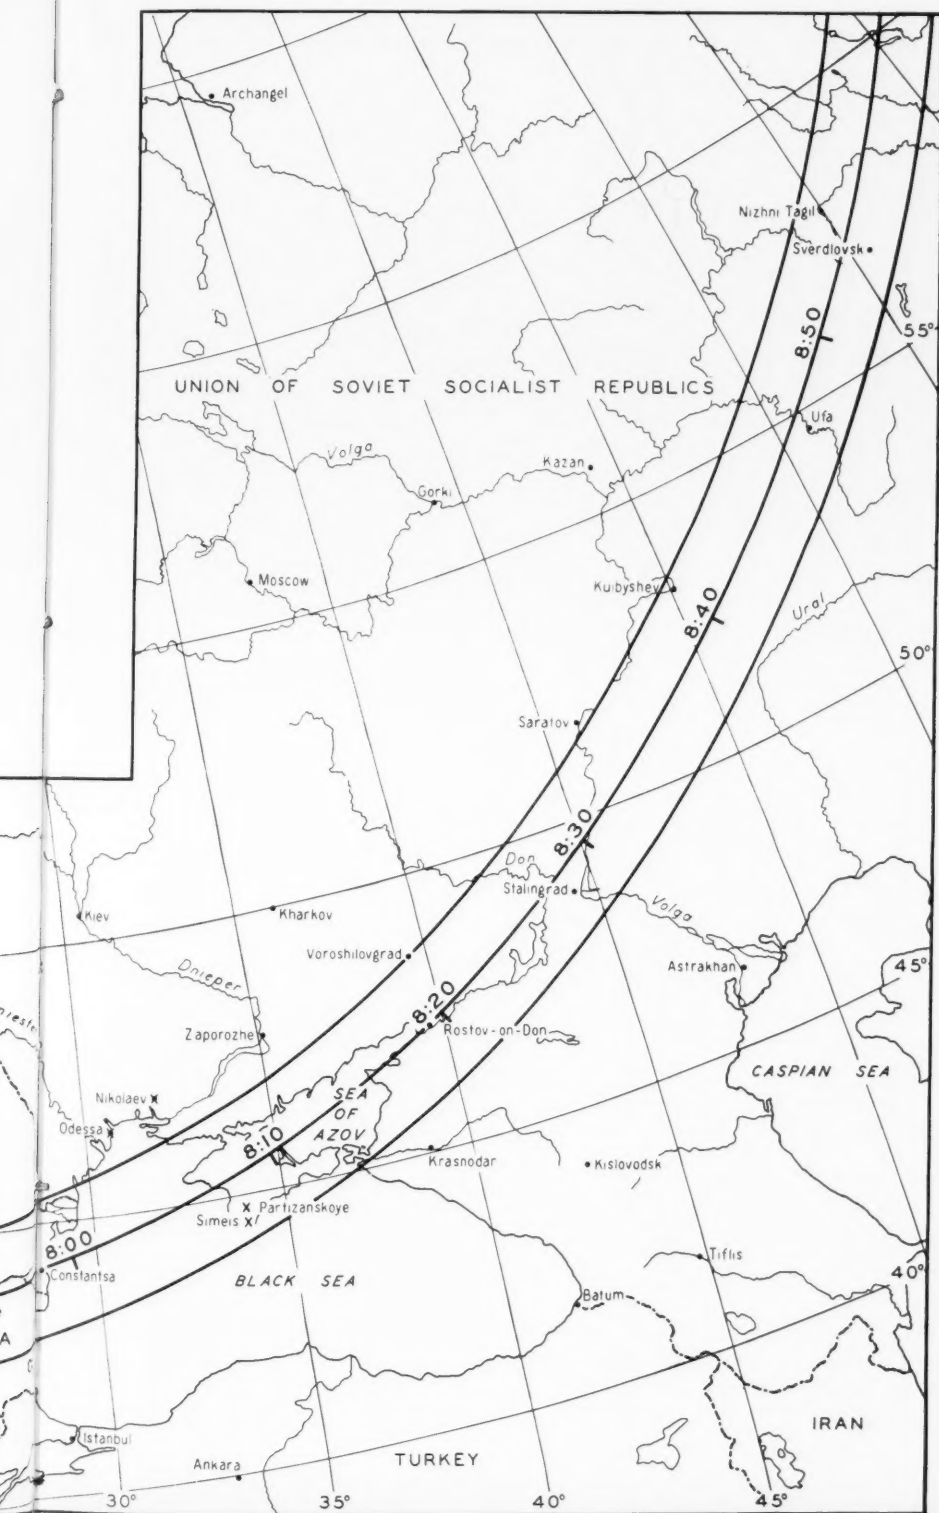 Archangel
Nizhni Tagil
Sverdlovsk
8:50
55°
UNION OF SOVIET SOCIALIST REPUBLICS
Ufa
Volga
Kazan
Gorki
Moscow
Kuibyshev
8:40
Ural
50°
Saratov
8:30
Don
Stalingrad
Volga
Kiev
Kharkov
Voroshilovgrad
Astrakhan
45°
Dnieper
8:20
Rostov-on-Don
Zaporozhe
CASPIAN SEA
Nikolaev
SEA
OF
AZOV
Odessa
8:10
Krasnodar
Kislovodsk
Partizanskoye
Simeis
8:00
Constantsa
Tiflis
BLACK SEA
40°
Batum
A
IRAN
Istanbul
TURKEY
Ankara
30°
35°
40°
45°